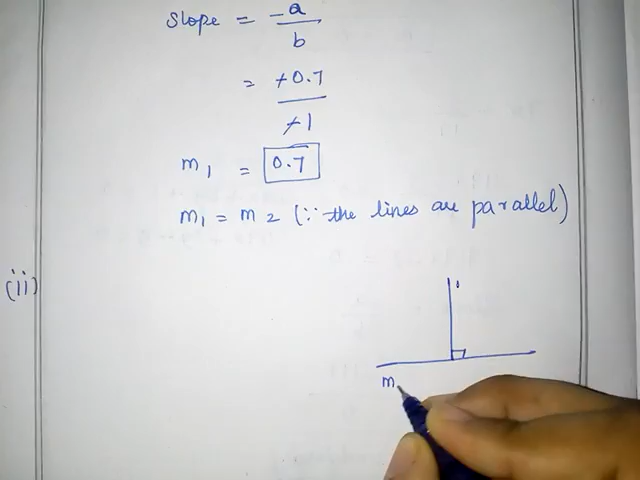 Slope = -a/b
= +0.7/+1
m1 = 0.7
m1 = m2 (∵ the lines are parallel)
(ii)
m